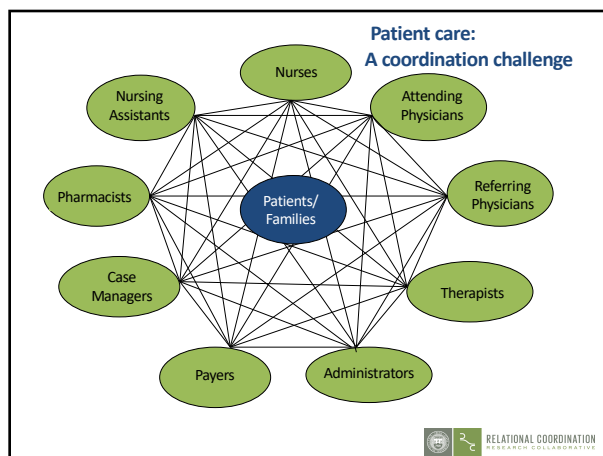 Patient care:
A coordination challenge
Nurses
Nursing
Assistants
Attending
Physicians
Pharmacists
Patients/
Families
Referring
Physicians
Case
Managers
Therapists
Payers
Administrators
RELATIONAL COORDINATION
RESEARCH COLLABORATIVE